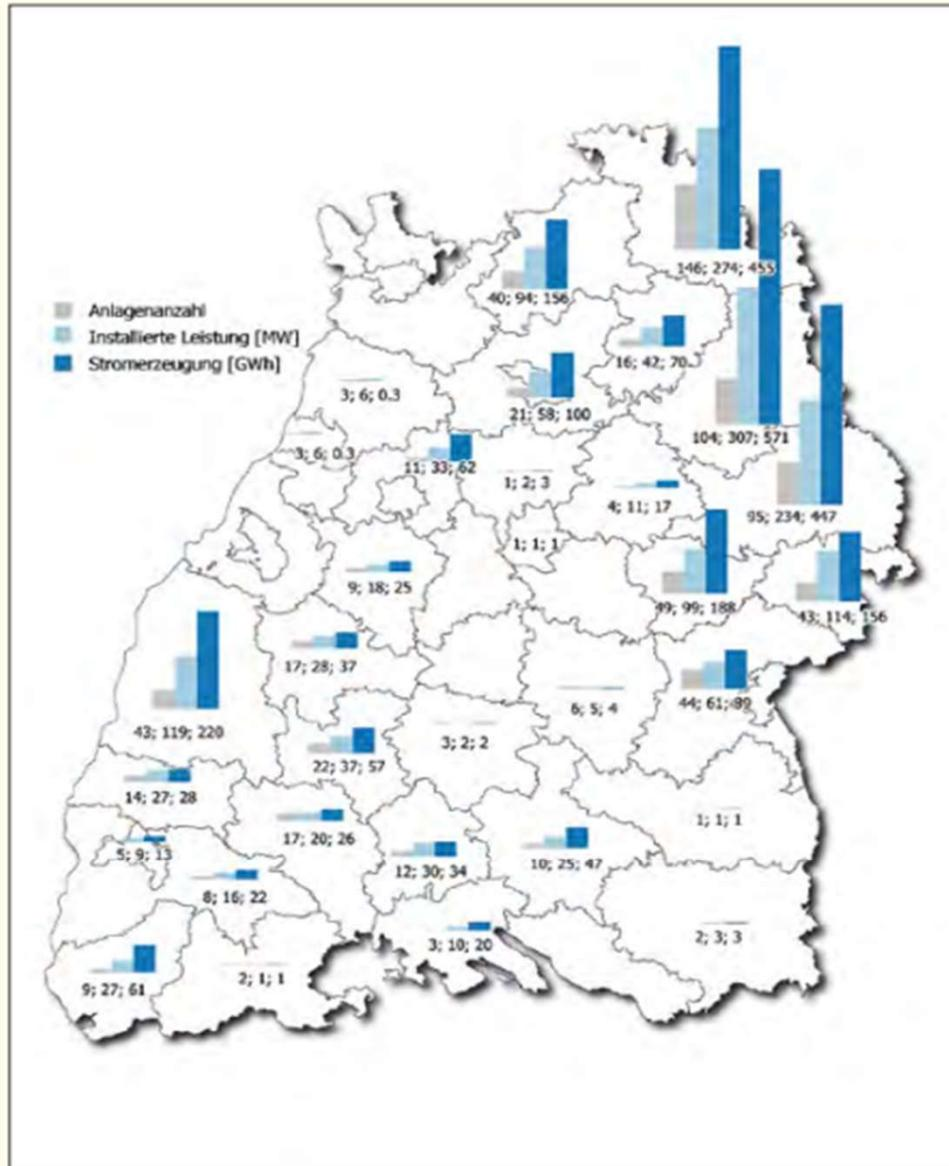 146; 274; 455
40; 94; 156
Anlagenanzahl
Installierte Leistung [MW]
Stromerzeugung [GWh]
16; 42; 70
3; 6; 0.3
21; 58; 100
104; 307; 571
3; 6; 0.3
11; 33; 62
1; 2; 3
4; 11; 17
95; 234; 447
1; 1; 1
9; 18; 25
49; 99; 188
43; 114; 156
17; 28; 37
6; 5; 4
44; 61; 89
43; 119; 220
3; 2; 2
22; 37; 57
14; 27; 28
1; 1; 1
17; 20; 26
5; 9; 13
12; 30; 34
10; 25; 47
8; 16; 22
3; 10; 20
2; 3; 3
9; 27; 61
2; 1; 1